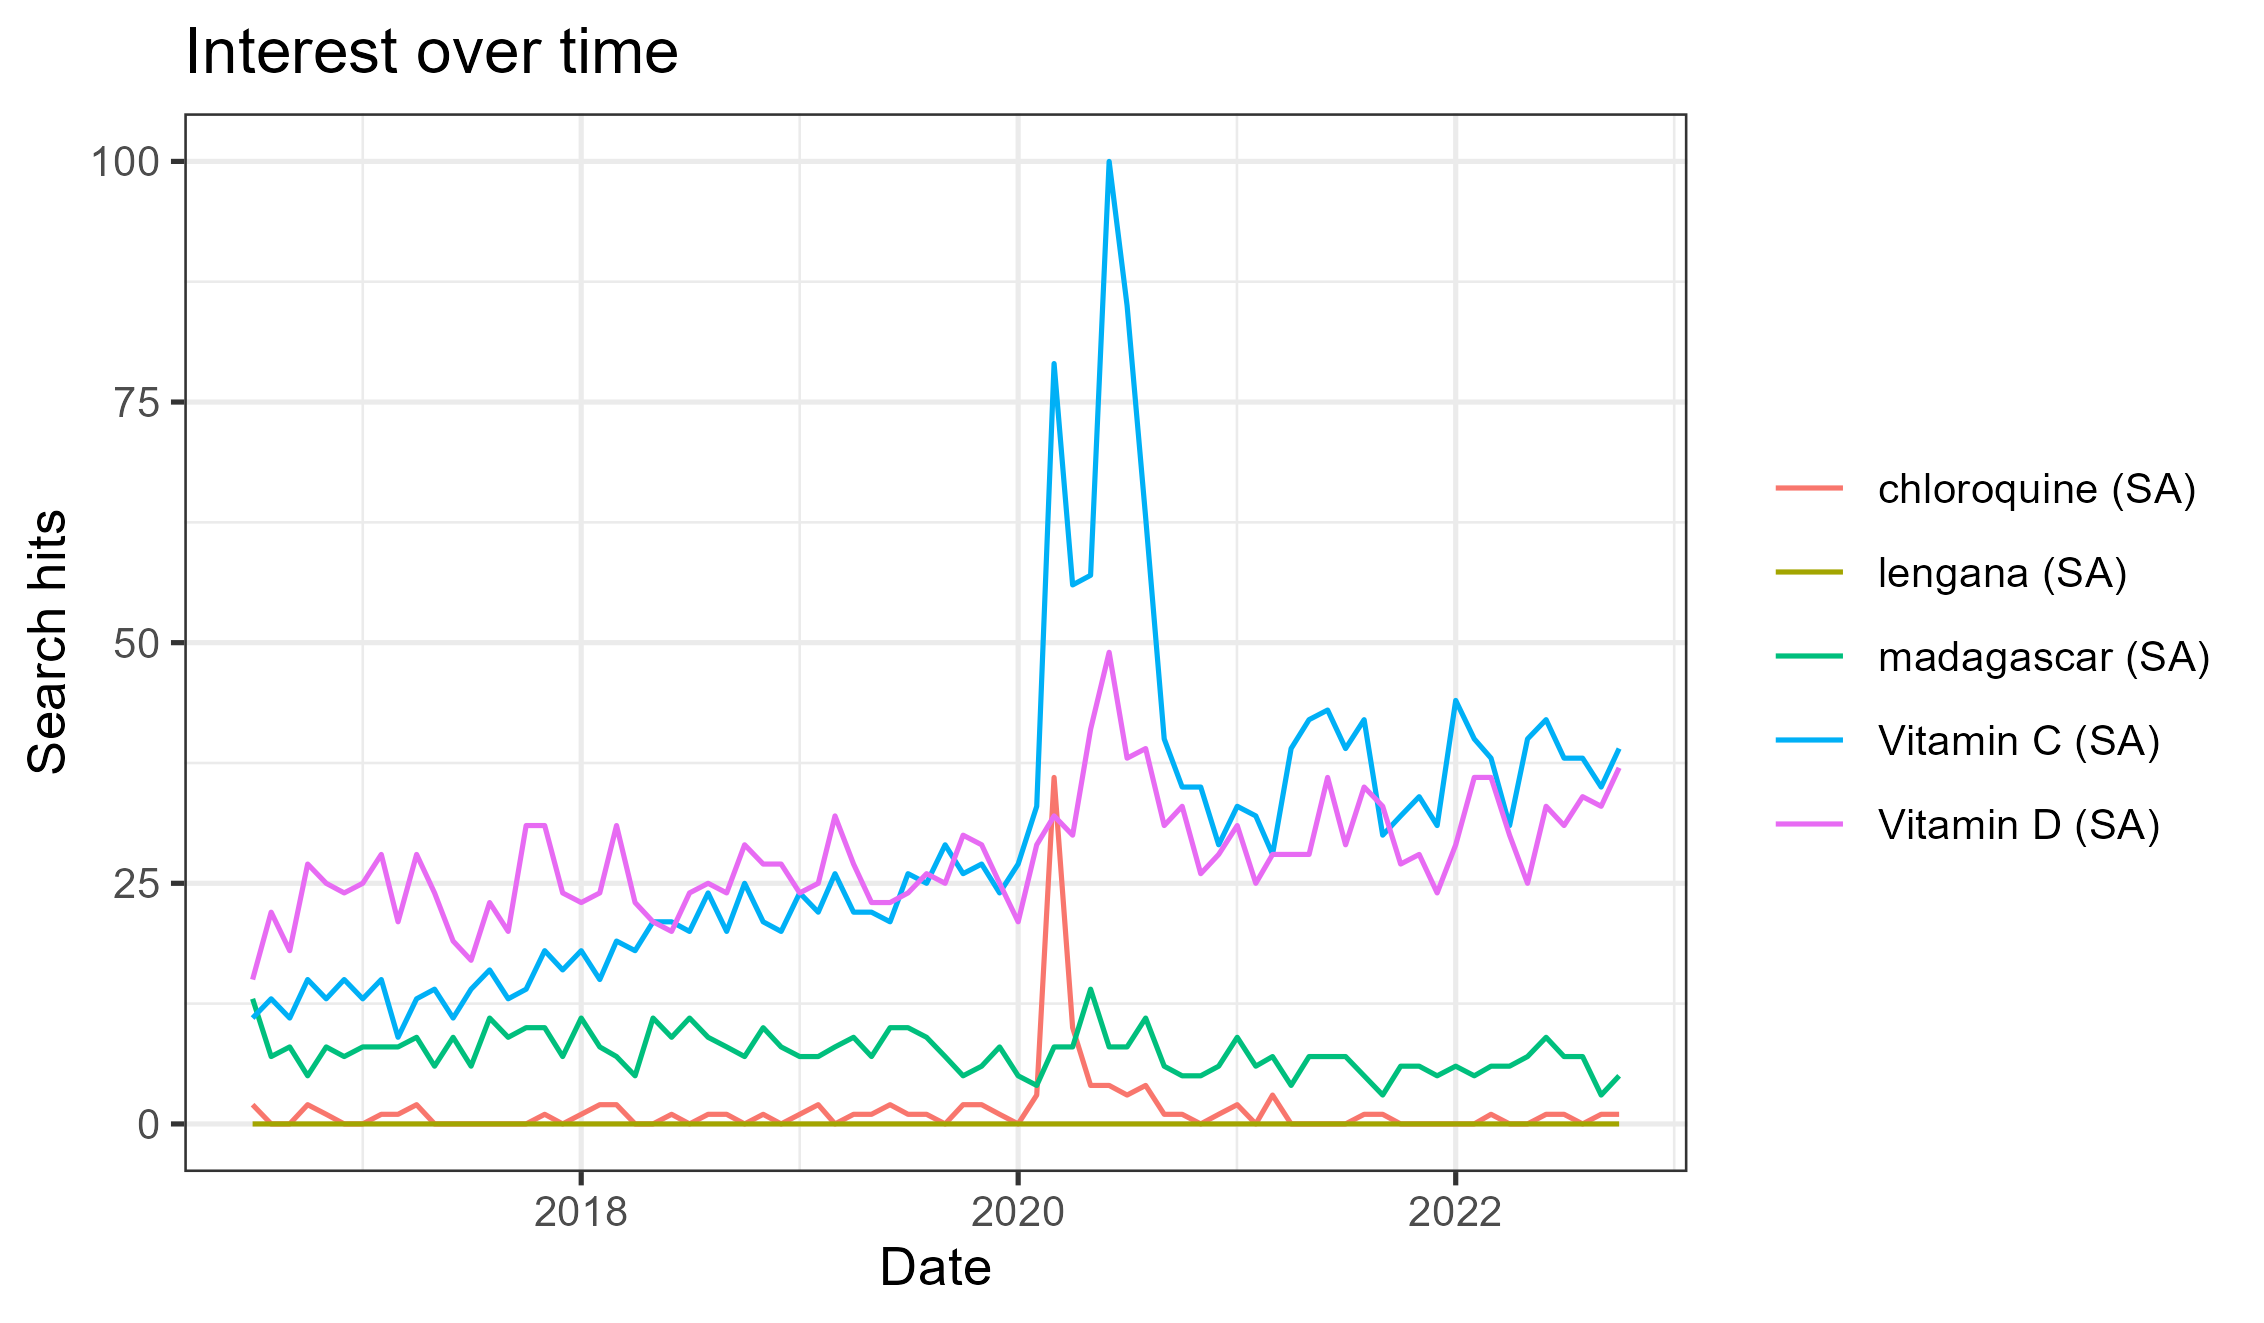 Interest over time
Search hits
100
75
50
25
0
2018
2020
2022
Date
chloroquine (SA)
lengana (SA)
madagascar (SA)
Vitamin C (SA)
Vitamin D (SA)